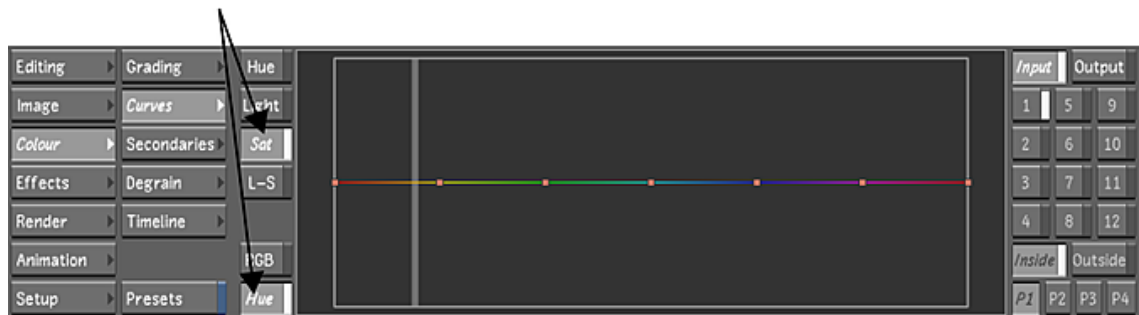 Editing Grading Hue Input Output
Image Curves Light 1 5 9
Colour Secondaries Sat 2 6 10
Effects Degrain L-S 3 7 11
Render Timeline 4 8 12
Animation RGB Inside Outside
Setup Presets Hue P1 P2 P3 P4